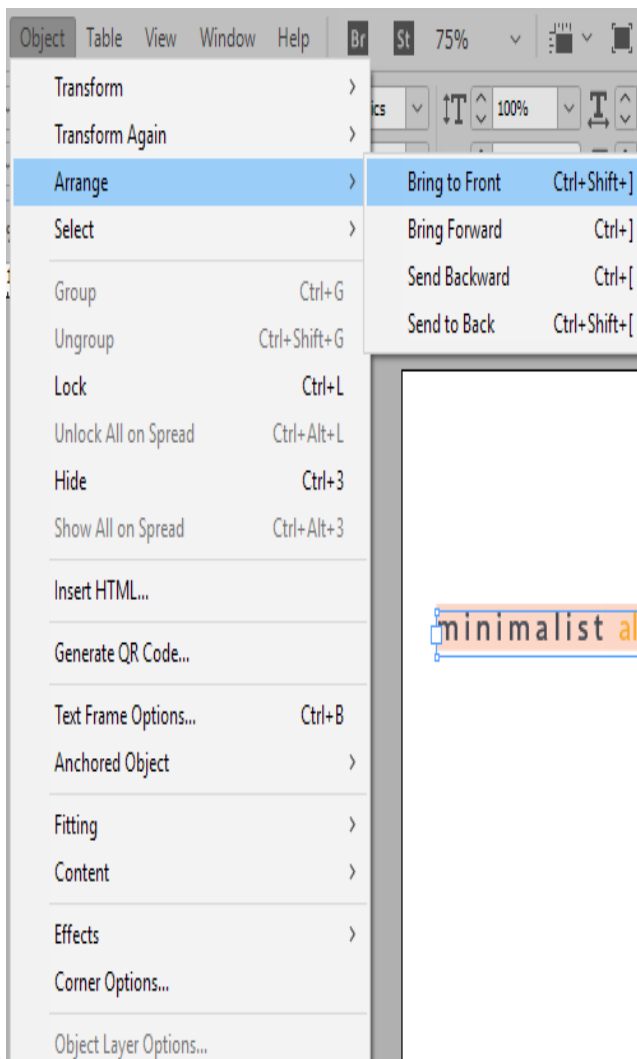 Object Table View Window Help Br St 75%
Transform
ics 100%
Transform Again
Arrange
Bring to Front Ctrl+Shift+]
Select
Bring Forward Ctrl+]
Send Backward Ctrl+[
Group Ctrl+G
Send to Back Ctrl+Shift+[
Ungroup Ctrl+Shift+G
Lock Ctrl+L
Unlock All on Spread Ctrl+Alt+L
Hide Ctrl+3
Show All on Spread Ctrl+Alt+3
Insert HTML...
minimalist
Generate QR Code...
Text Frame Options... Ctrl+B
Anchored Object
Fitting
Content
Effects
Corner Options...
Object Layer Options...